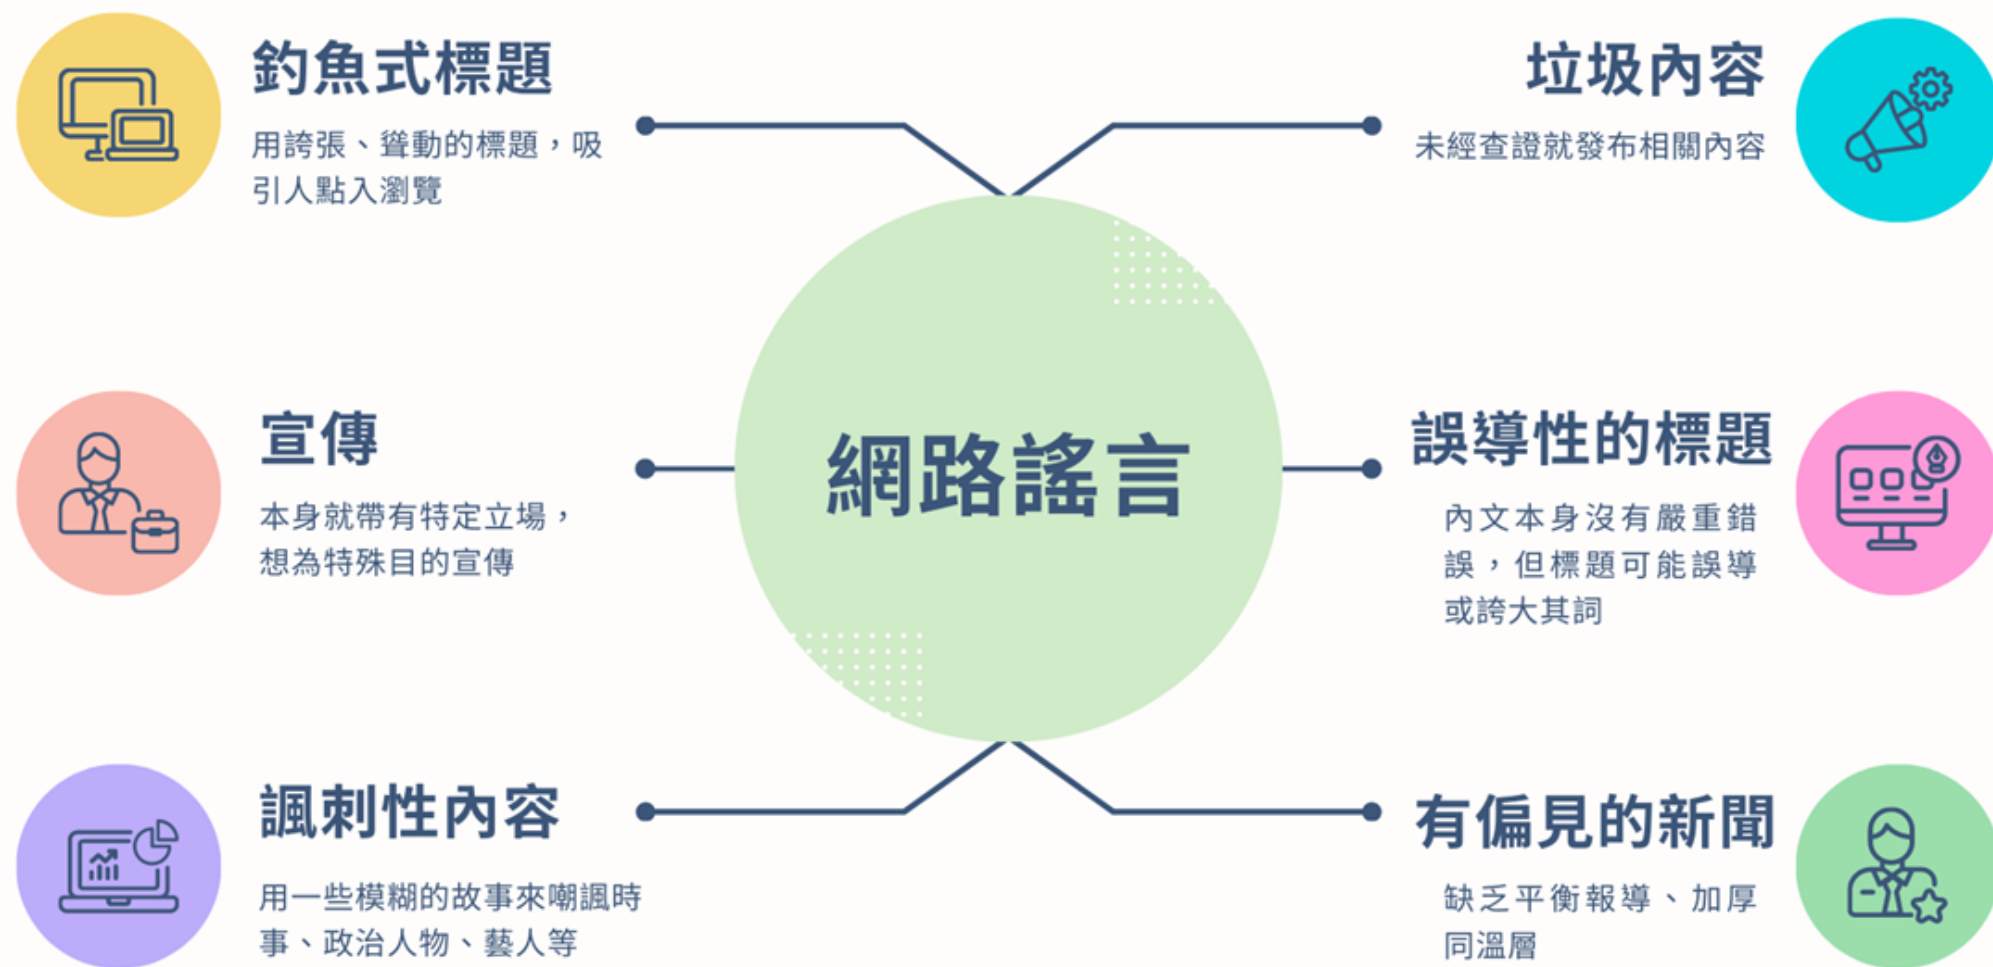 釣魚式標題
用誇張、聳動的標題，吸
引人點入瀏覽
垃圾內容
未經查證就發布相關內容
網路謠言
宣傳
本身就帶有特定立場，
想為特殊目的宣傳
誤導性的標題
內文本身沒有嚴重錯
誤，但標題可能誤導
或誇大其詞
諷刺性內容
用一些模糊的故事來嘲諷時
事、政治人物、藝人等
有偏見的新聞
缺乏平衡報導、加厚
同溫層